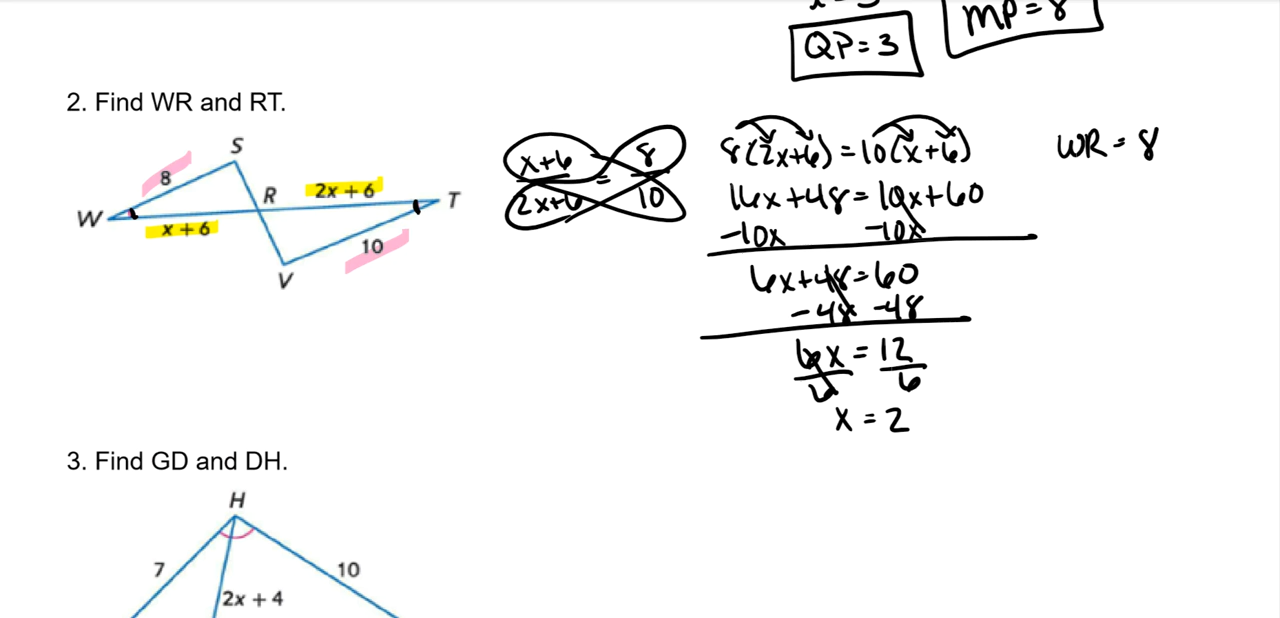 MP = 8
QP = 3
2. Find WR and RT.
S
8
R
2x + 6
T
W
x + 6
10
V
x+6
8
=
2x+6
10
8(2x+6) = 10(x+6)
16x+48 = 10x+60
-10x -10x
6x+48 = 60
-48 -48
6x = 12
6 6
x = 2
WR = 8
3. Find GD and DH.
H
7
10
2x + 4